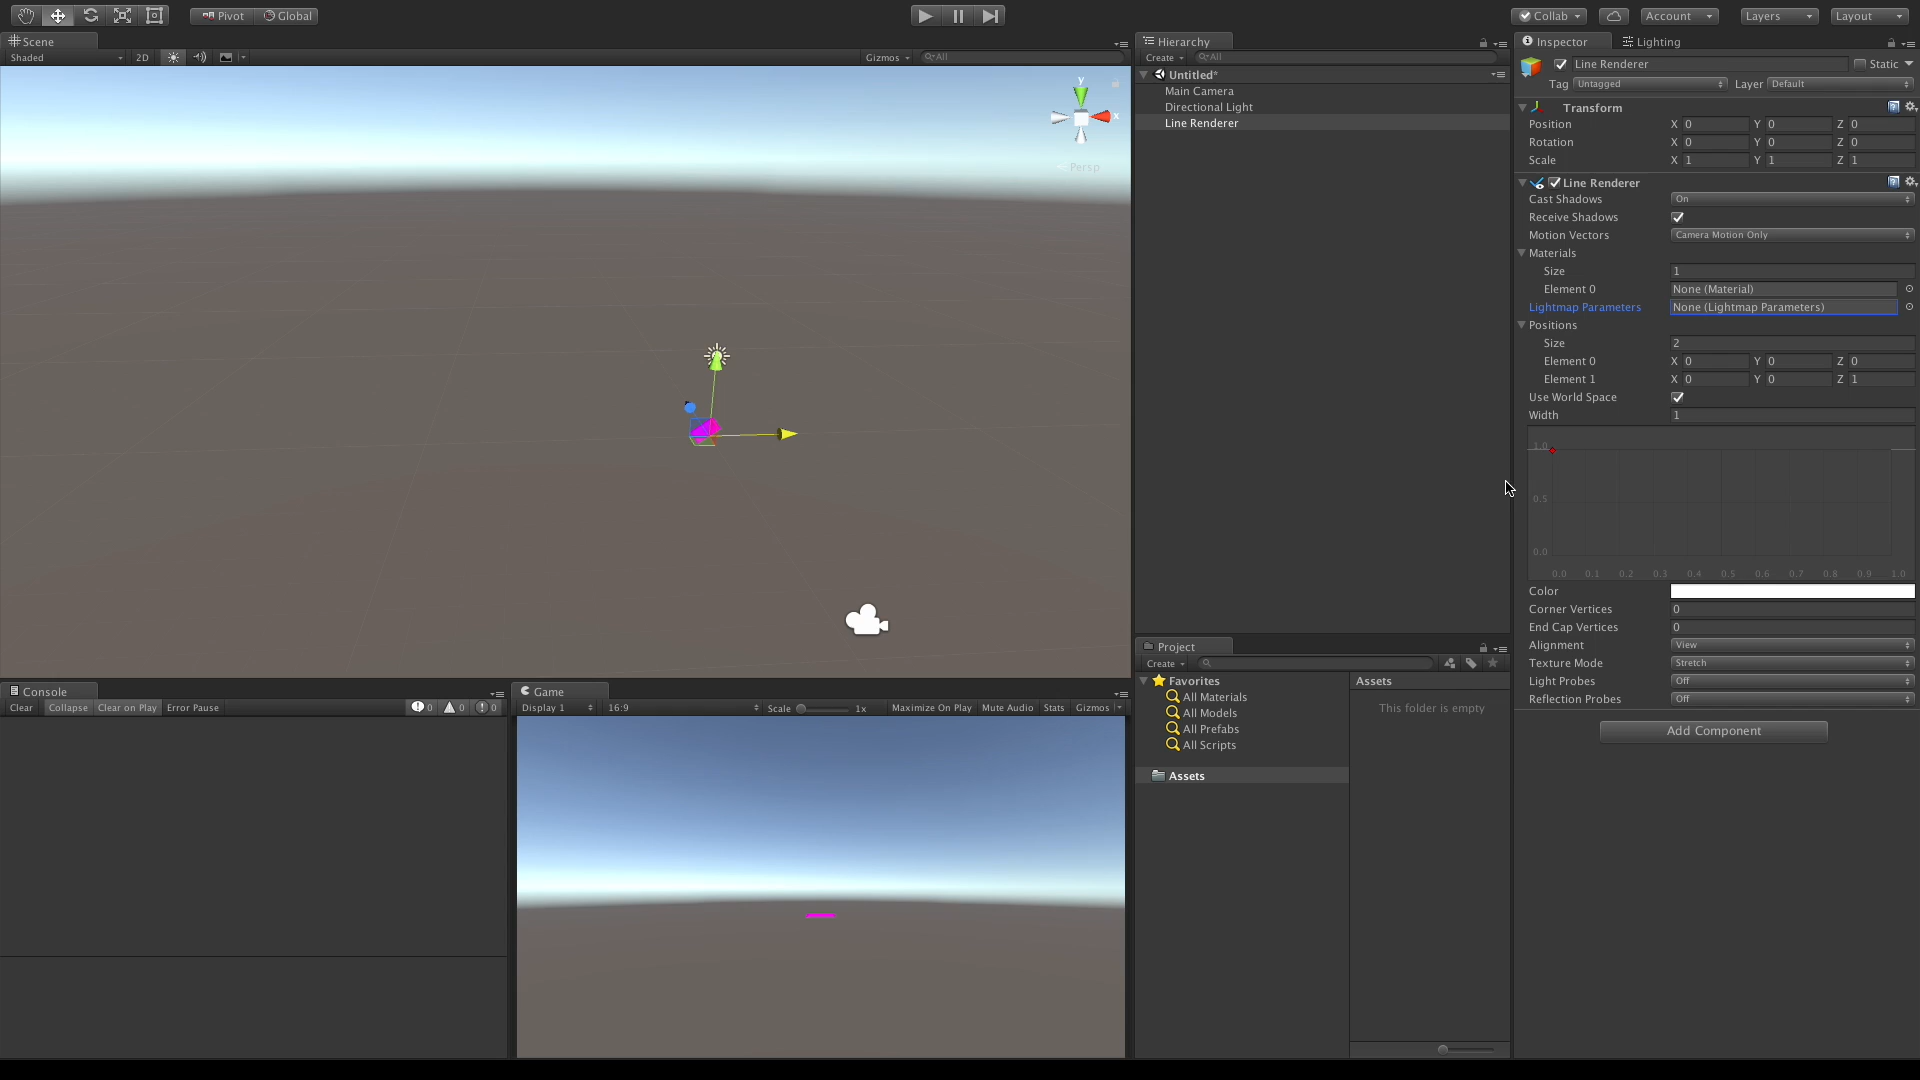 Pivot Global
Collab Account Layers Layout
Scene
Shaded 2D Gizmos All
y
x
Persp
Console
Clear Collapse Clear on Play Error Pause 0 0 0
Game
Display 1 16:9 Scale 1x Maximize On Play Mute Audio Stats Gizmos
Hierarchy
Create All
Untitled*
Main Camera
Directional Light
Line Renderer
Project
Create
Favorites
All Materials
All Models
All Prefabs
All Scripts
Assets
Assets
This folder is empty
Inspector Lighting
Line Renderer Static
Tag Untagged Layer Default
Transform
Position X 0 Y 0 Z 0
Rotation X 0 Y 0 Z 0
Scale X 1 Y 1 Z 1
Line Renderer
Cast Shadows On
Receive Shadows
Motion Vectors Camera Motion Only
Materials
Size 1
Element 0 None (Material)
Lightmap Parameters None (Lightmap Parameters)
Positions
Size 2
Element 0 X 0 Y 0 Z 0
Element 1 X 0 Y 0 Z 1
Use World Space
Width 1
1.0
0.5
0.0
0.0 0.1 0.2 0.3 0.4 0.5 0.6 0.7 0.8 0.9 1.0
Color
Corner Vertices 0
End Cap Vertices 0
Alignment View
Texture Mode Stretch
Light Probes Off
Reflection Probes Off
Add Component